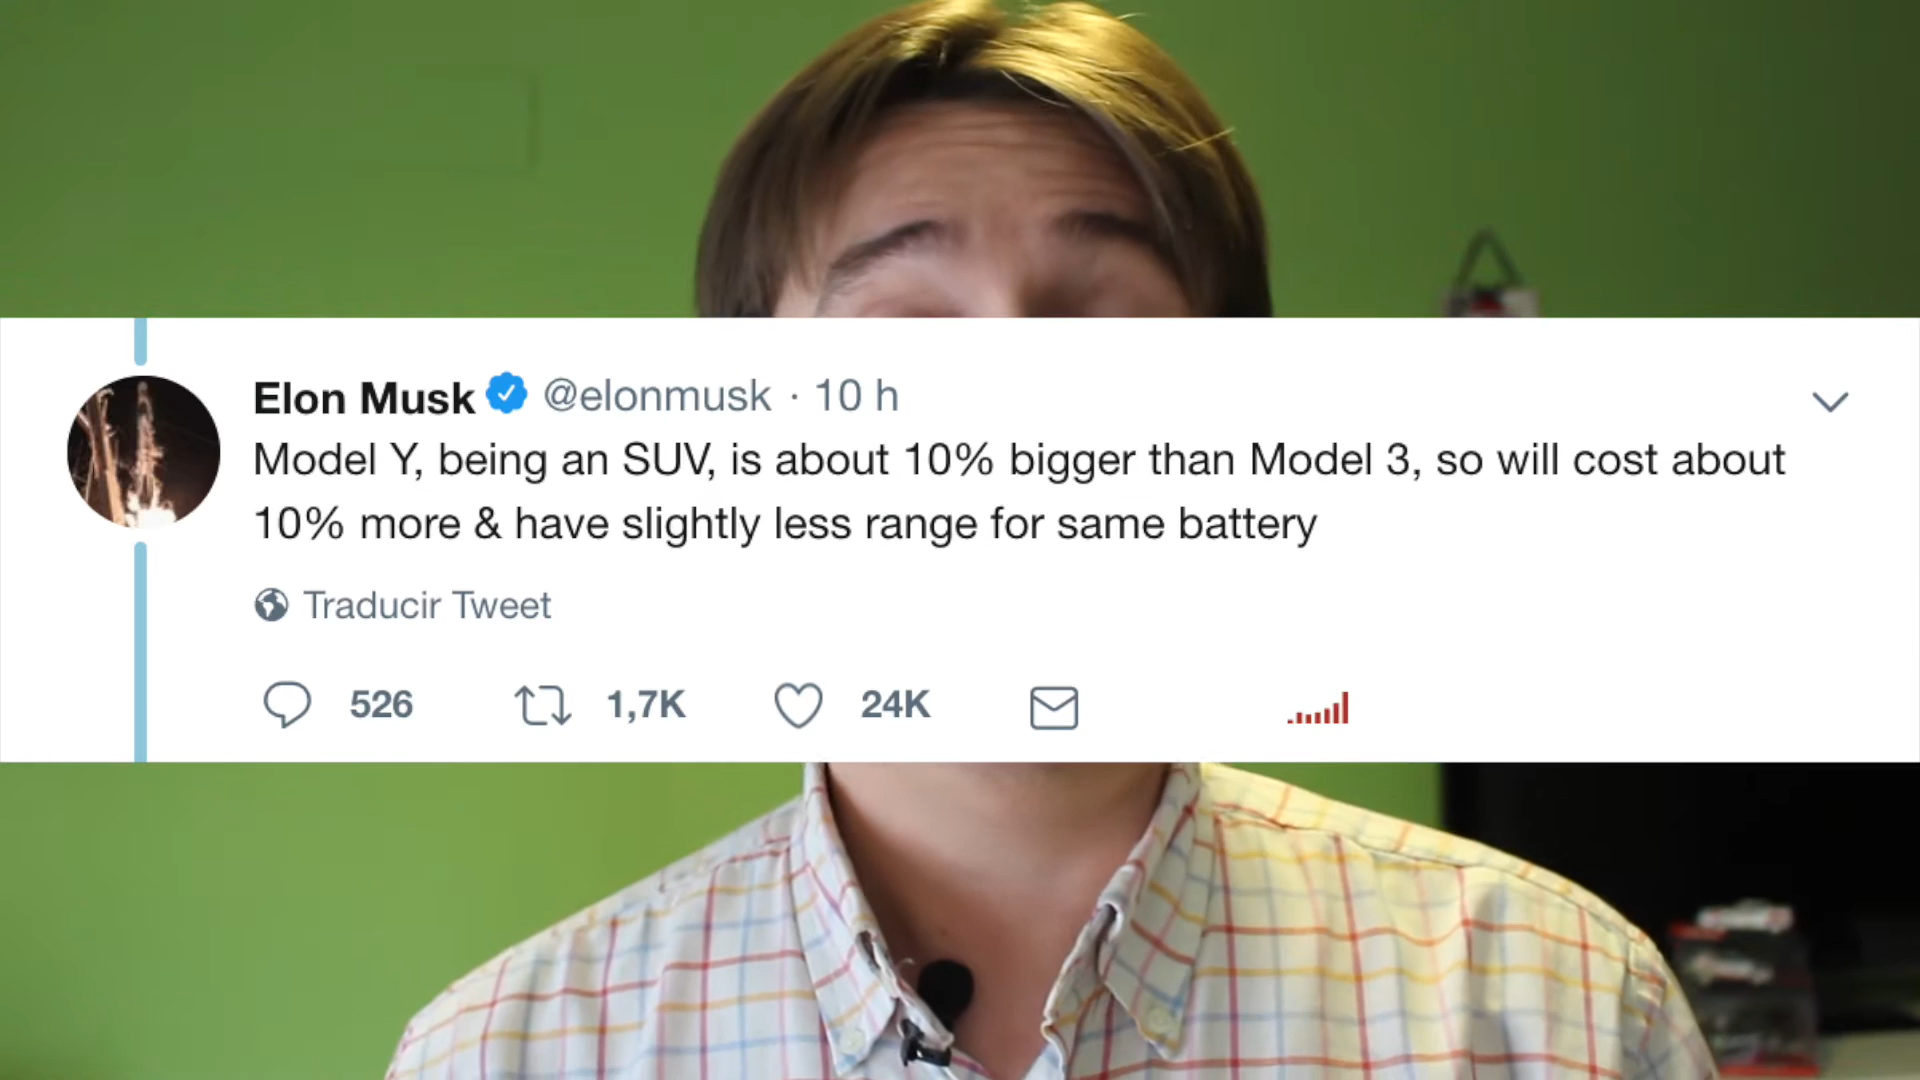 Elon Musk @elonmusk · 10 h
Model Y, being an SUV, is about 10% bigger than Model 3, so will cost about
10% more & have slightly less range for same battery
Traducir Tweet
526 1,7K 24K